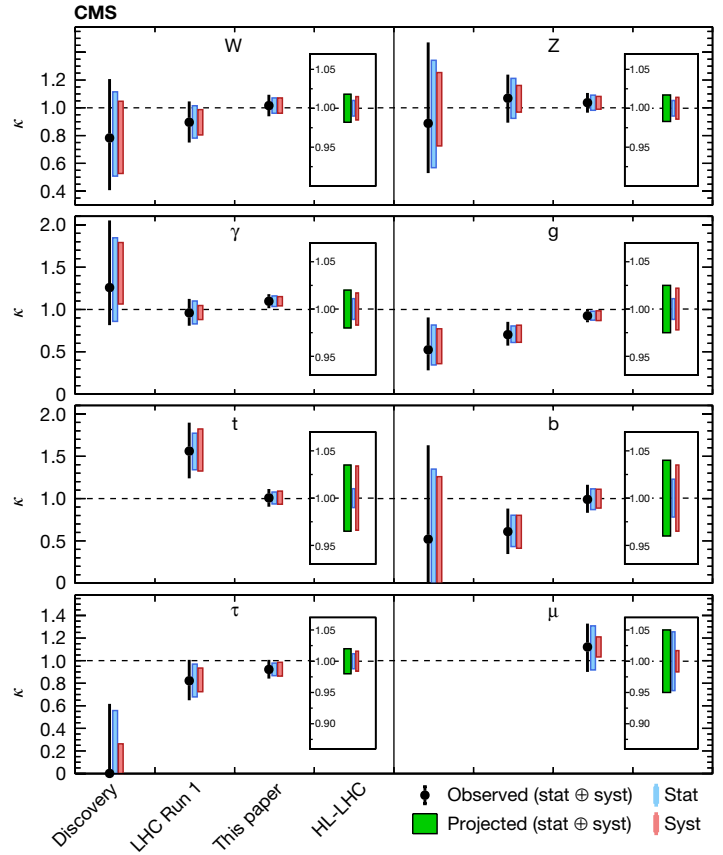 CMS
W
Z
κ
1.2
1.0
0.8
0.6
0.4
1.05
1.00
0.95
1.05
1.00
0.95
γ
g
κ
2.0
1.5
1.0
0.5
0
1.05
1.00
0.95
1.05
1.00
0.95
t
b
κ
2.0
1.5
1.0
0.5
0
1.05
1.00
0.95
1.05
1.00
0.95
τ
μ
κ
1.4
1.2
1.0
0.8
0.6
0.4
0.2
0
1.05
1.00
0.95
0.90
1.05
1.00
0.95
0.90
Discovery
LHC Run 1
This paper
HL-LHC
Observed (stat ⊕ syst)
Stat
Projected (stat ⊕ syst)
Syst